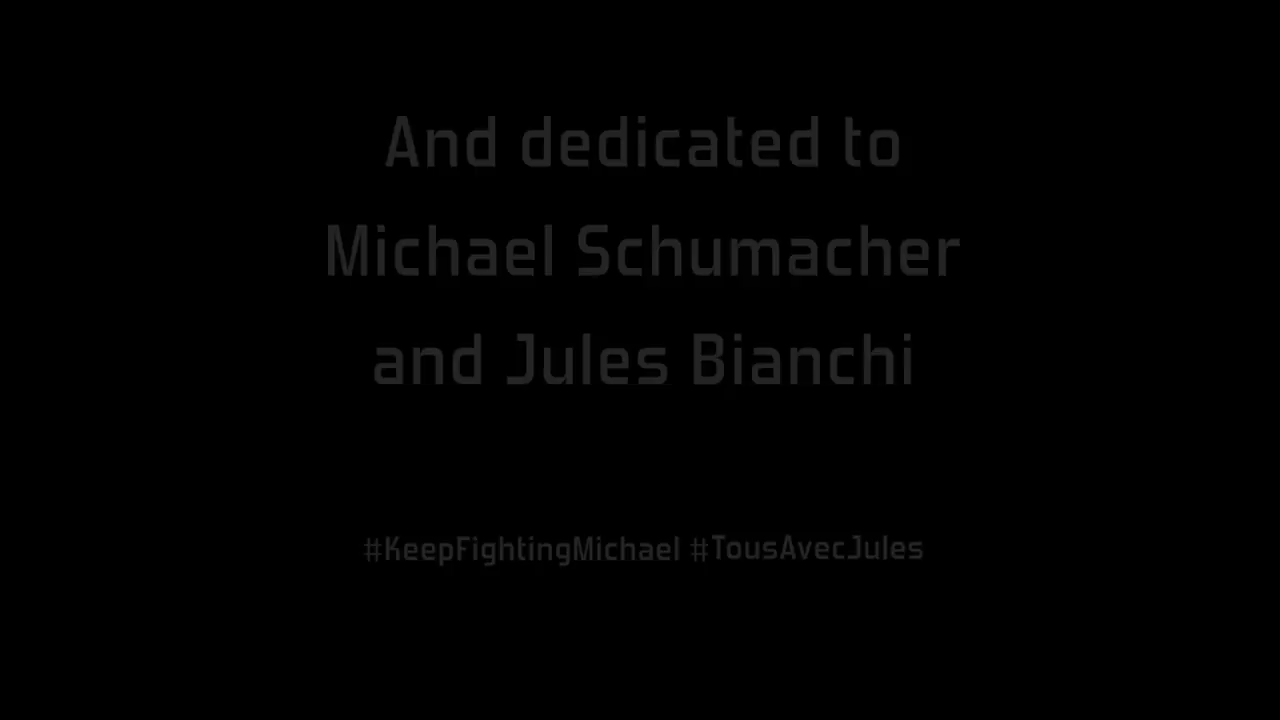 And dedicated to
Michael Schumacher
and Jules Bianchi
#KeepFightingMichael #TousAvecJules